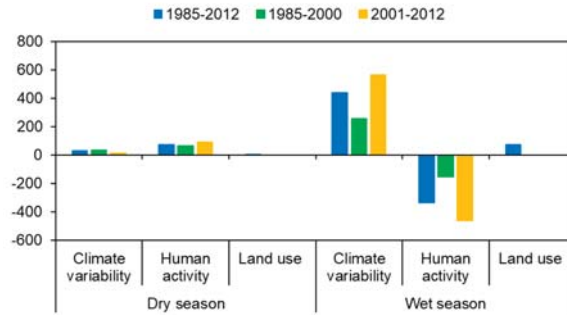 1985-2012 1985-2000 2001-2012
800
600
400
200
0
-200
-400
-600
Climate variability Human activity Land use Climate variability Human activity Land use
Dry season Wet season